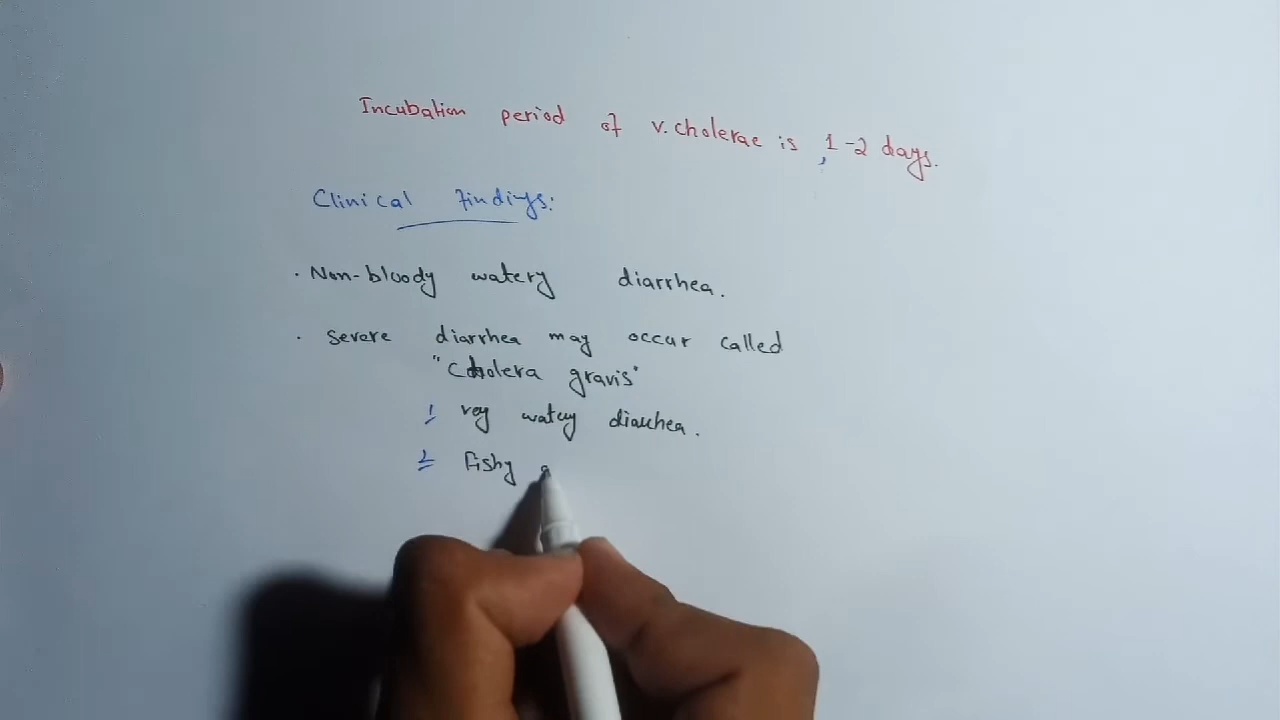 Incubation period of v.cholerae is 1-2 days.
Clinical findings:
· Non-bloody watery diarrhea.
· severe diarrhea may occur called
"Cholera gravis"
1 very watery diarrhea.
2 Fishy